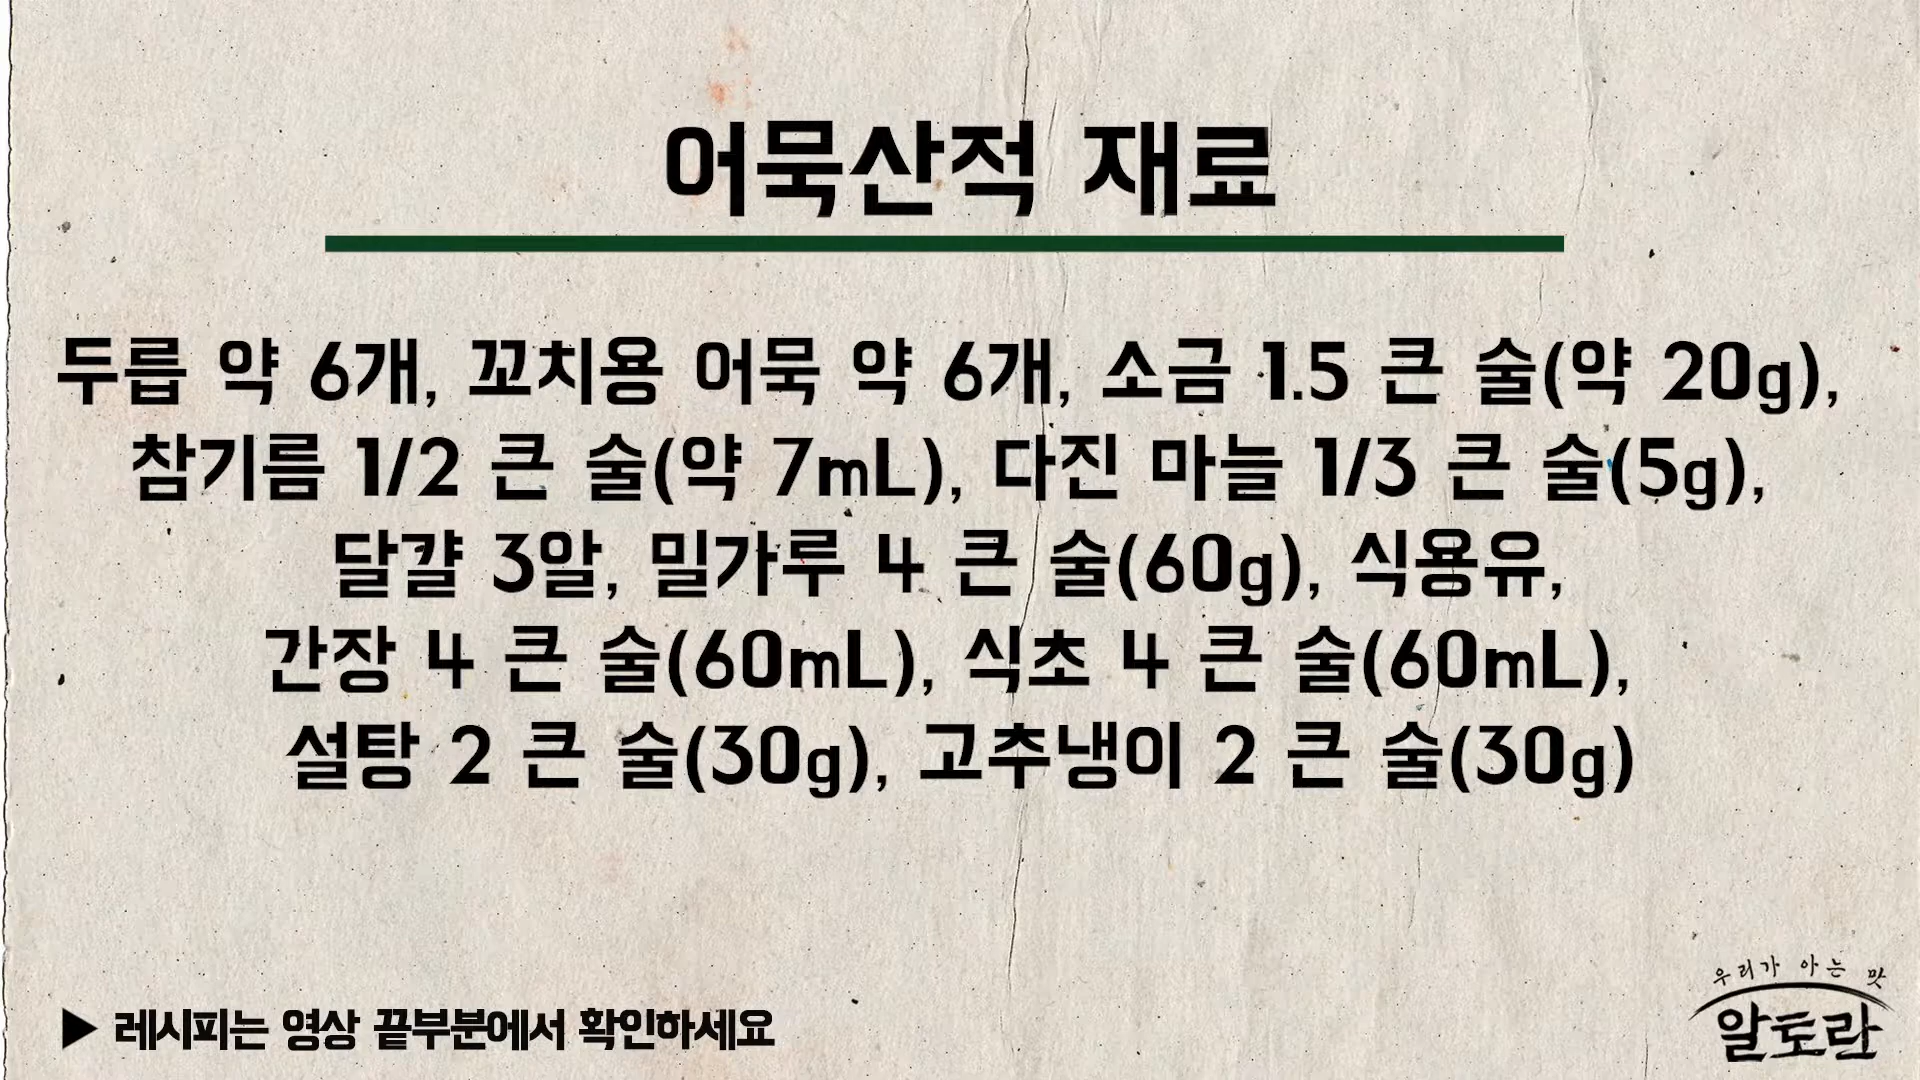 어묵산적 재료
두릅 약 6개, 꼬치용 어묵 약 6개, 소금 1.5 큰 술(약 20g),
참기름 1/2 큰 술(약 7mL), 다진 마늘 1/3 큰 술(5g),
달걀 3알, 밀가루 4 큰 술(60g), 식용유,
간장 4 큰 술(60mL), 식초 4 큰 술(60mL),
설탕 2 큰 술(30g), 고추냉이 2 큰 술(30g)
▶ 레시피는 영상 끝부분에서 확인하세요
우리가 아는 맛
알토란